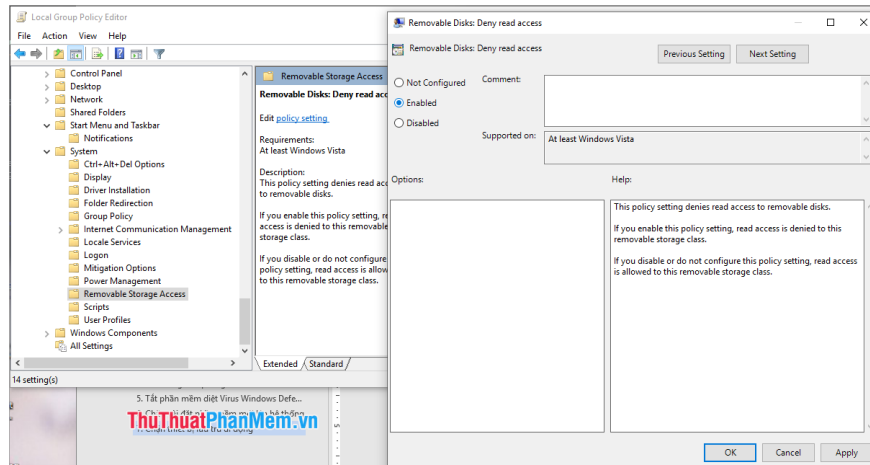 Local Group Policy Editor
File Action View Help
Control Panel
Desktop
Network
Shared Folders
Start Menu and Taskbar
Notifications
System
Ctrl+Alt+Del Options
Display
Driver Installation
Folder Redirection
Group Policy
Internet Communication Management
Locale Services
Logon
Mitigation Options
Power Management
Removable Storage Access
Scripts
User Profiles
Windows Components
All Settings
14 setting(s)
Removable Storage Access
Removable Disks: Deny read acc
Edit policy setting
Requirements:
At least Windows Vista
Description:
This policy setting denies read acc
to removable disks.
If you enable this policy setting, re
access is denied to this removable
storage class.
If you disable or do not configure
policy setting, read access is allow
to this removable storage class.
Extended Standard
Removable Disks: Deny read access
Removable Disks: Deny read access
Previous Setting Next Setting
Not Configured
Enabled
Disabled
Comment:
Supported on:
At least Windows Vista
Options:
Help:
This policy setting denies read access to removable disks.
If you enable this policy setting, read access is denied to this
removable storage class.
If you disable or do not configure this policy setting, read access
is allowed to this removable storage class.
OK Cancel Apply
5. Tắt phần mềm diệt Virus Windows Defe...
ThuThuatPhanMem.vn